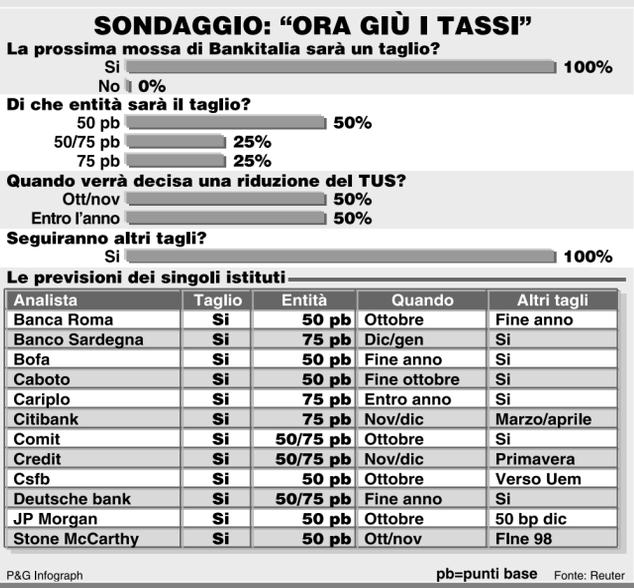 SONDAGGIO: “ORA GIÙ I TASSI”
La prossima mossa di Bankitalia sarà un taglio?
Si 100%
No 0%
Di che entità sarà il taglio?
50 pb 50%
50/75 pb 25%
75 pb 25%
Quando verrà decisa una riduzione del TUS?
Ott/nov 50%
Entro l’anno 50%
Seguiranno altri tagli?
Si 100%
Le previsioni dei singoli istituti
Analista Taglio Entità Quando Altri tagli
Banca Roma Si 50 pb Ottobre Fine anno
Banco Sardegna Si 75 pb Dic/gen Si
Bofa Si 50 pb Fine anno Si
Caboto Si 50 pb Fine ottobre Si
Cariplo Si 75 pb Entro anno Si
Citibank Si 75 pb Nov/dic Marzo/aprile
Comit Si 50/75 pb Ottobre Si
Credit Si 50/75 pb Nov/dic Primavera
Csfb Si 50 pb Ottobre Verso Uem
Deutsche bank Si 50/75 pb Fine anno Si
JP Morgan Si 50 pb Ottobre 50 bp dic
Stone McCarthy Si 50 pb Ott/nov FIne 98
P&G Infograph pb=punti base Fonte: Reuter